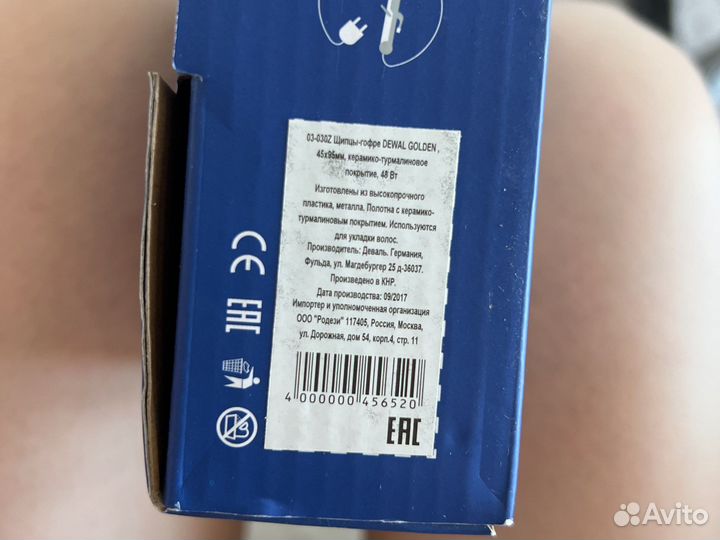 03-030Z Щипцы-гофре DEWAL GOLDEN,
45х95мм, керамико-турмалиновое
покрытие, 48 Вт
Изготовлены из высокопрочного
пластика, металла. Полотна с керамико-
турмалиновым покрытием. Используются
для укладки волос.
Производитель: Деваль. Германия,
Фульда, ул. Магдебургер 25 д-36037.
Произведено в КНР.
Дата производства: 09/2017
Импортер и уполномоченная организация
ООО "Родези" 117405, Россия, Москва,
ул. Дорожная, дом 54, корп.4, стр. 11
4 000000 456520
EAC
CE
EAC
Avito